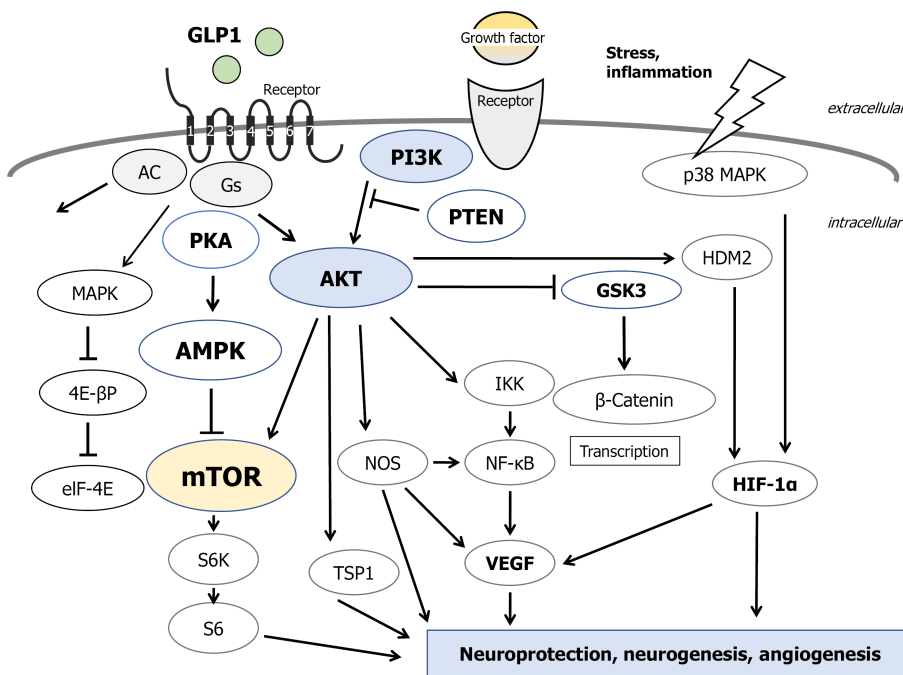 GLP1
Growth factor
Stress,
inflammation
Receptor
Receptor
extracellular
1 2 3 4 5 6 7
AC
Gs
PI3K
p38 MAPK
PTEN
intracellular
PKA
HDM2
AKT
MAPK
GSK3
AMPK
4E-βP
IKK
β-Catenin
Transcription
mTOR
NOS
NF-κB
eIF-4E
HIF-1α
S6K
TSP1
VEGF
S6
Neuroprotection, neurogenesis, angiogenesis